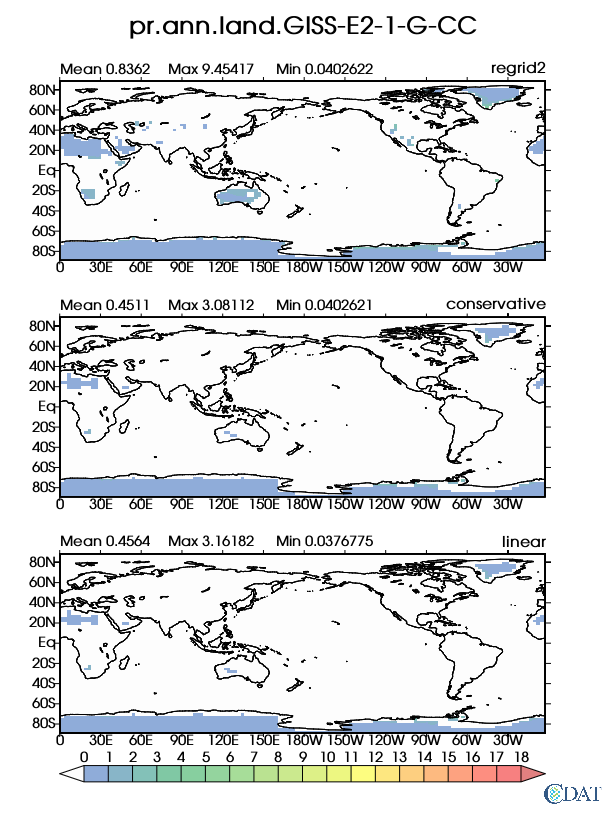 pr.ann.land.GISS-E2-1-G-CC
Mean 0.8362 Max 9.45417 Min 0.0402622 regrid2
80N
60N
40N
20N
Eq
20S
40S
60S
80S
0 30E 60E 90E 120E 150E 180W 150W 120W 90W 60W 30W
Mean 0.4511 Max 3.08112 Min 0.0402621 conservative
80N
60N
40N
20N
Eq
20S
40S
60S
80S
0 30E 60E 90E 120E 150E 180W 150W 120W 90W 60W 30W
Mean 0.4564 Max 3.16182 Min 0.0376775 linear
80N
60N
40N
20N
Eq
20S
40S
60S
80S
0 30E 60E 90E 120E 150E 180W 150W 120W 90W 60W 30W
0 1 2 3 4 5 6 7 8 9 10 11 12 13 14 15 16 17 18
CDAT